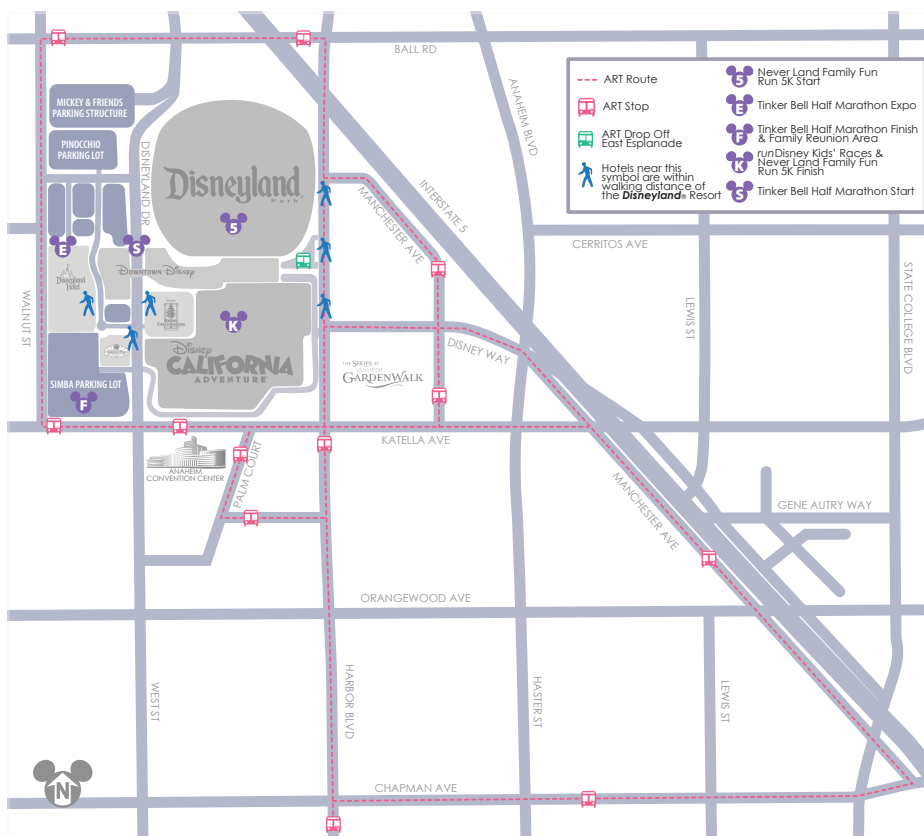 BALL RD
ANAHEIM BLVD
MICKEY & FRIENDS
PARKING STRUCTURE
PINOCCHIO
PARKING LOT
DISNEYLAND DR
Disneyland
Park
5
INTERSTATE 5
MANCHESTER AVE
ART Route
ART Stop
ART Drop Off
East Esplanade
Hotels near this
symbol are within
walking distance of
the Disneyland® Resort
5
Never Land Family Fun
Run 5K Start
E
Tinker Bell Half Marathon Expo
F
Tinker Bell Half Marathon Finish
& Family Reunion Area
K
runDisney Kids' Races &
Never Land Family Fun
Run 5K Finish
S
Tinker Bell Half Marathon Start
CERRITOS AVE
E
S
Disneyland
Hotel
DOWNTOWN DISNEY
WALNUT ST
LEWIS ST
STATE COLLEGE BLVD
K
Disney
CALIFORNIA
ADVENTURE
DISNEY WAY
THE SHOPS AT
GARDENWALK
SIMBA PARKING LOT
F
KATELLA AVE
ANAHEIM
CONVENTION CENTER
PALM COURT
MANCHESTER AVE
GENE AUTRY WAY
ORANGEWOOD AVE
WEST ST
HARBOR BLVD
HASTER ST
LEWIS ST
N
CHAPMAN AVE